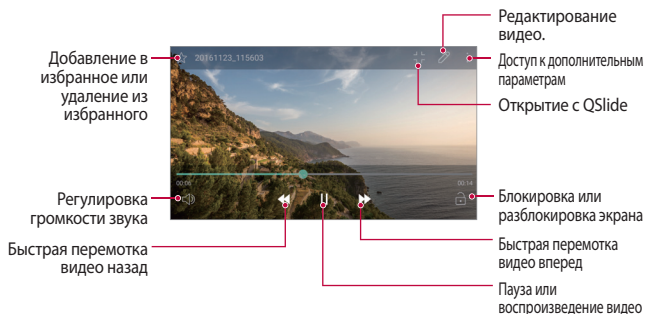 Редактирование
видео.
Добавление в
избранное или
удаление из
избранного
20161123_115603
Доступ к дополнительным
параметрам
Открытие с QSlide
00:06
00:14
Регулировка
громкости звука
Блокировка или
разблокировка экрана
Быстрая перемотка
видео назад
Быстрая перемотка
видео вперед
Пауза или
воспроизведение видео